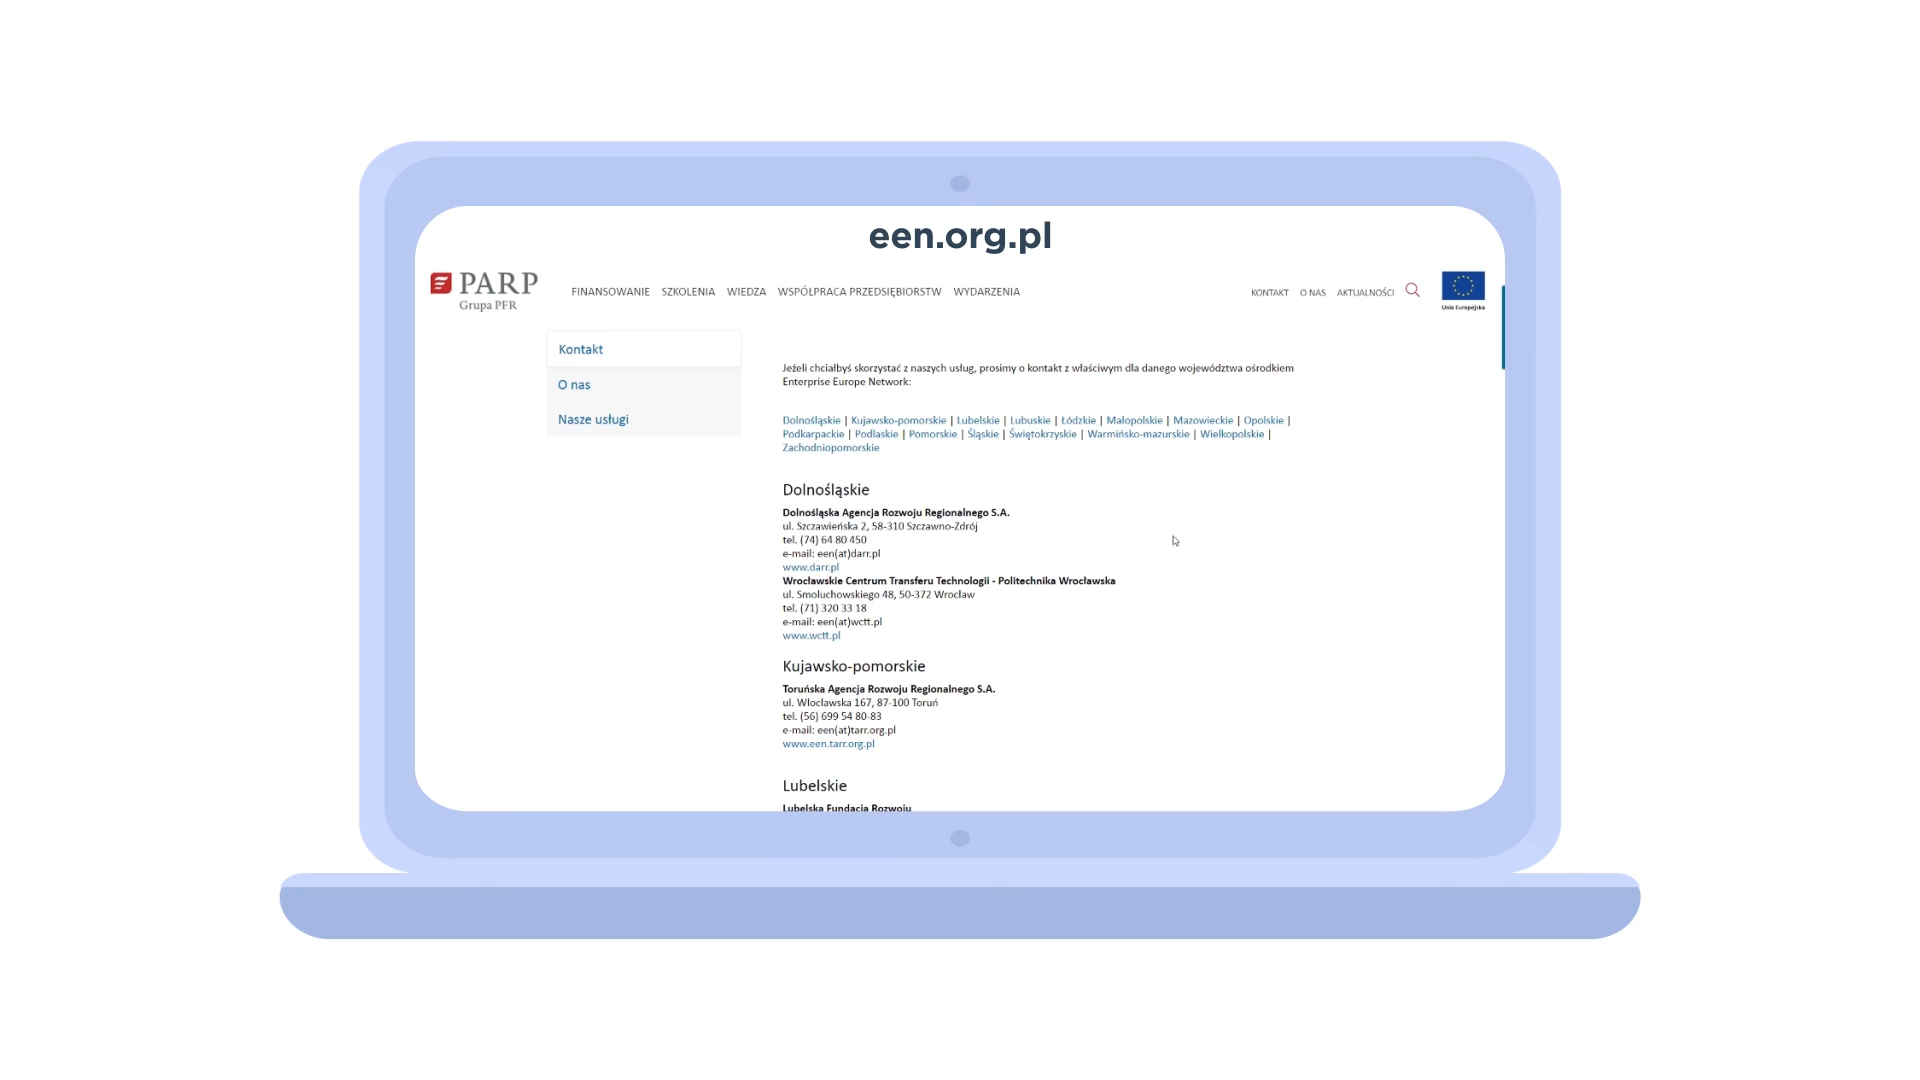 een.org.pl
PARP
Grupa PFR
FINANSOWANIE SZKOLENIA WIEDZA WSPÓŁPRACA PRZEDSIĘBIORSTW WYDARZENIA
KONTAKT O NAS AKTUALNOŚCI
Unia Europejska
Kontakt
O nas
Nasze usługi
Jeżeli chciałbyś skorzystać z naszych usług, prosimy o kontakt z właściwym dla danego województwa ośrodkiem
Enterprise Europe Network:
Dolnośląskie | Kujawsko-pomorskie | Lubelskie | Lubuskie | Łódzkie | Małopolskie | Mazowieckie | Opolskie |
Podkarpackie | Podlaskie | Pomorskie | Śląskie | Świętokrzyskie | Warmińsko-mazurskie | Wielkopolskie |
Zachodniopomorskie
Dolnośląskie
Dolnośląska Agencja Rozwoju Regionalnego S.A.
ul. Szczawieńska 2, 58-310 Szczawno-Zdrój
tel. (74) 64 80 450
e-mail: een(at)darr.pl
www.darr.pl
Wrocławskie Centrum Transferu Technologii - Politechnika Wrocławska
ul. Smoluchowskiego 48, 50-372 Wrocław
tel. (71) 320 33 18
e-mail: een(at)wctt.pl
www.wctt.pl
Kujawsko-pomorskie
Toruńska Agencja Rozwoju Regionalnego S.A.
ul. Włocławska 167, 87-100 Toruń
tel. (56) 699 54 80-83
e-mail: een(at)tarr.org.pl
www.een.tarr.org.pl
Lubelskie
Lubelska Fundacja Rozwoju